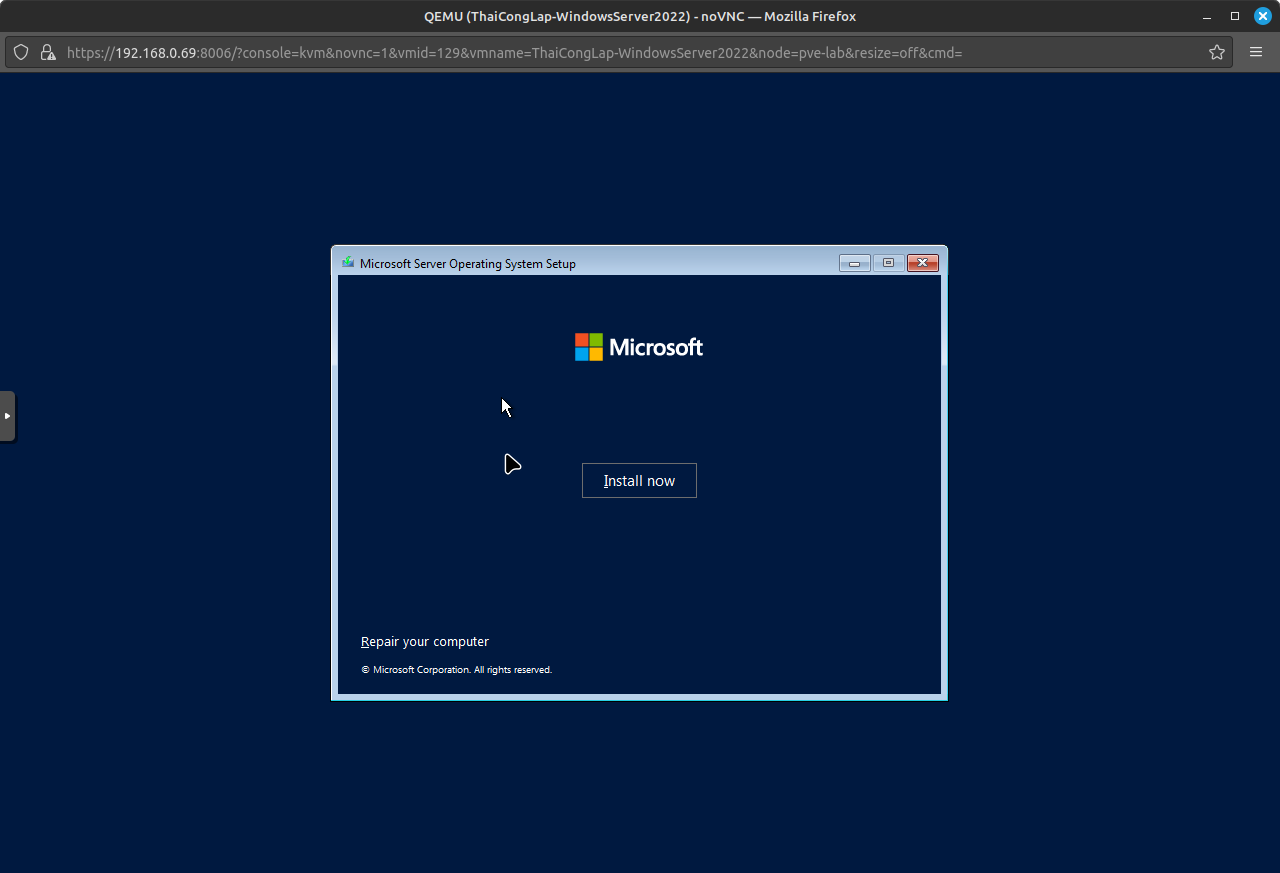 QEMU (ThaiCongLap-WindowsServer2022) - noVNC — Mozilla Firefox
https://192.168.0.69:8006/?console=kvm&novnc=1&vmid=129&vmname=ThaiCongLap-WindowsServer2022&node=pve-lab&resize=off&cmd=
Microsoft Server Operating System Setup
Microsoft
Install now
Repair your computer
© Microsoft Corporation. All rights reserved.